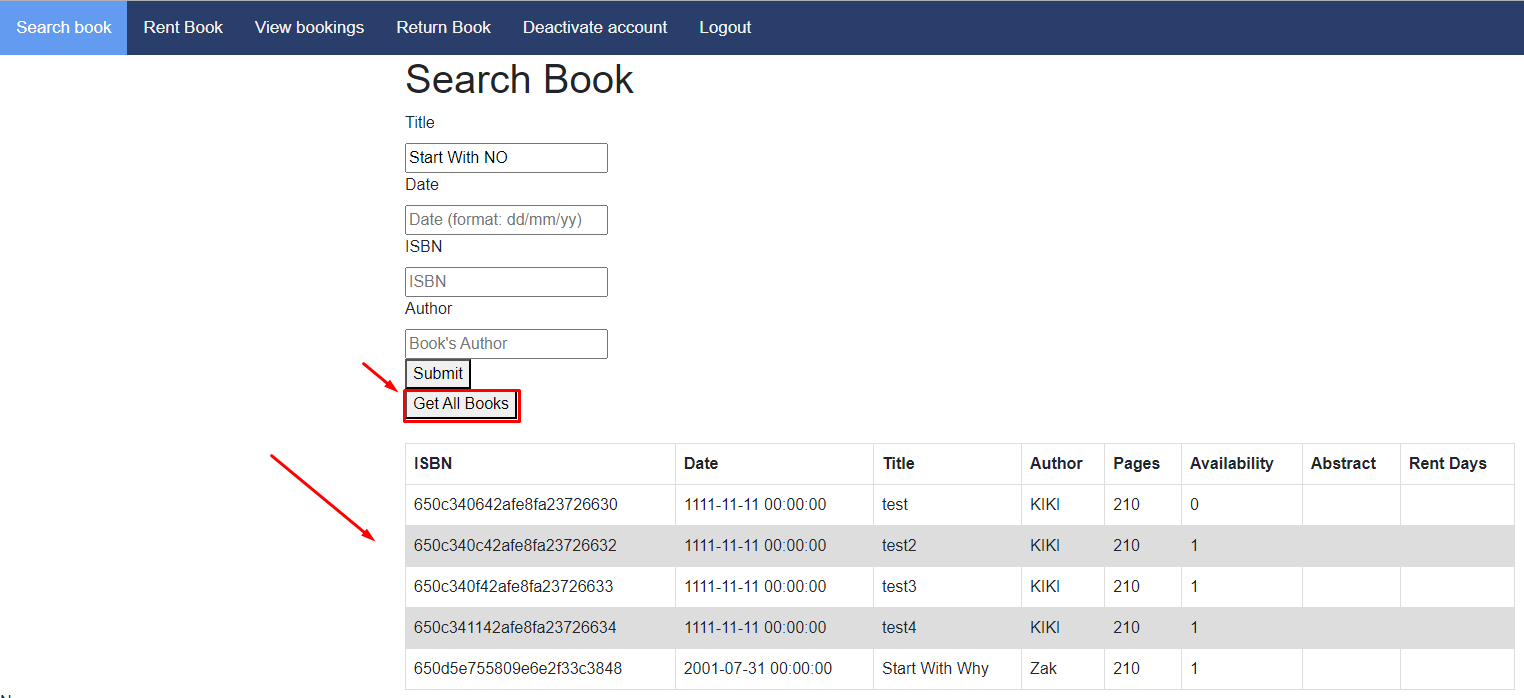 Search book Rent Book View bookings Return Book Deactivate account Logout
Search Book
Title
Start With NO
Date
Date (format: dd/mm/yy)
ISBN
ISBN
Author
Book's Author
Submit
Get All Books
ISBN Date Title Author Pages Availability Abstract Rent Days
650c340642afe8fa23726630 1111-11-11 00:00:00 test KIKI 210 0
650c340c42afe8fa23726632 1111-11-11 00:00:00 test2 KIKI 210 1
650c340f42afe8fa23726633 1111-11-11 00:00:00 test3 KIKI 210 1
650c341142afe8fa23726634 1111-11-11 00:00:00 test4 KIKI 210 1
650d5e755809e6e2f33c3848 2001-07-31 00:00:00 Start With Why Zak 210 1